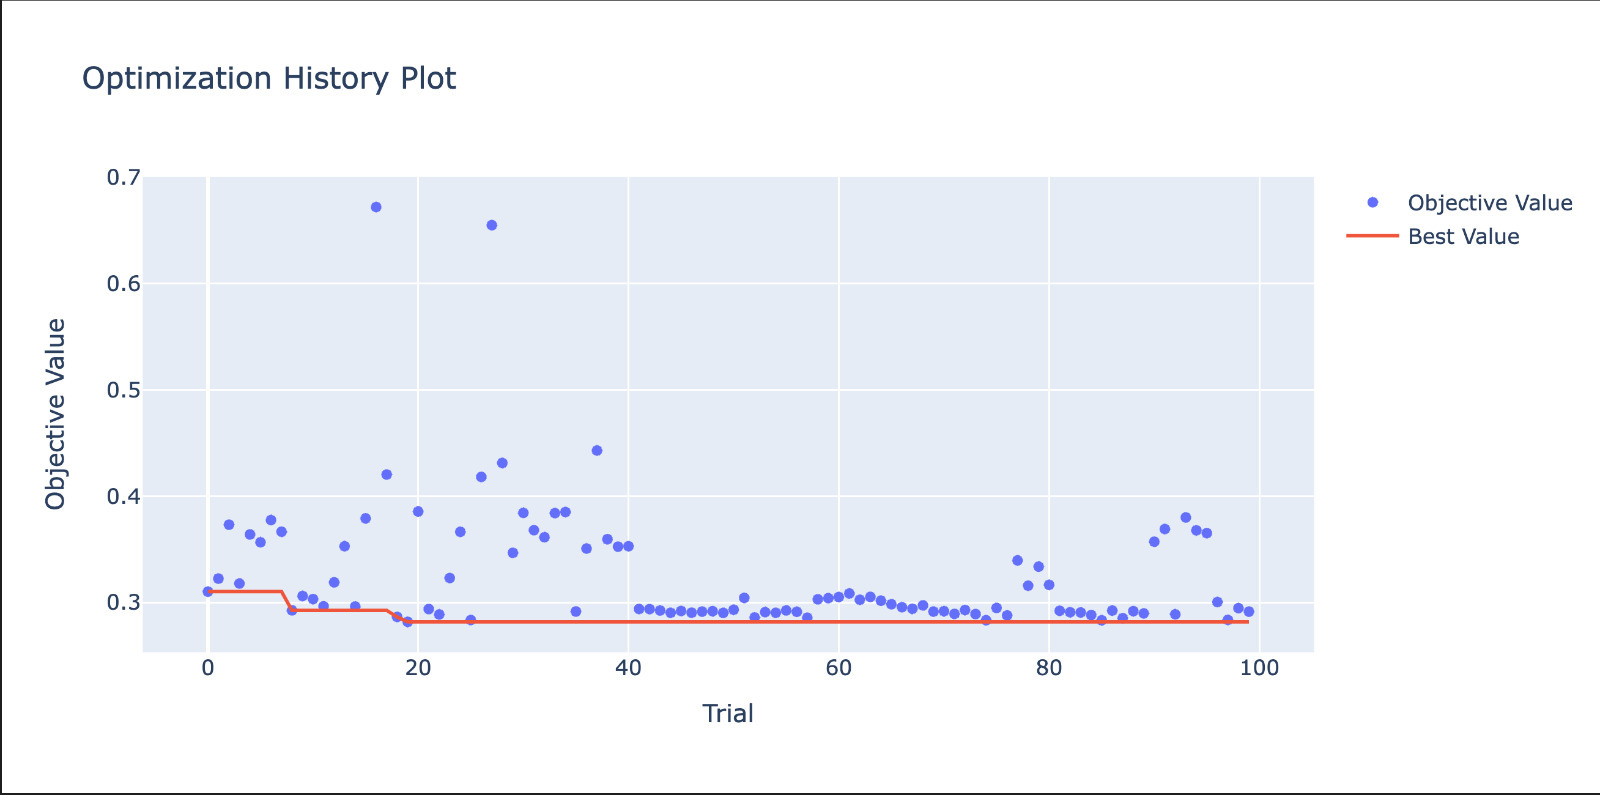 Optimization History Plot
0.7
0.6
0.5
0.4
0.3
Objective Value
0 20 40 60 80 100
Trial
Objective Value
Best Value